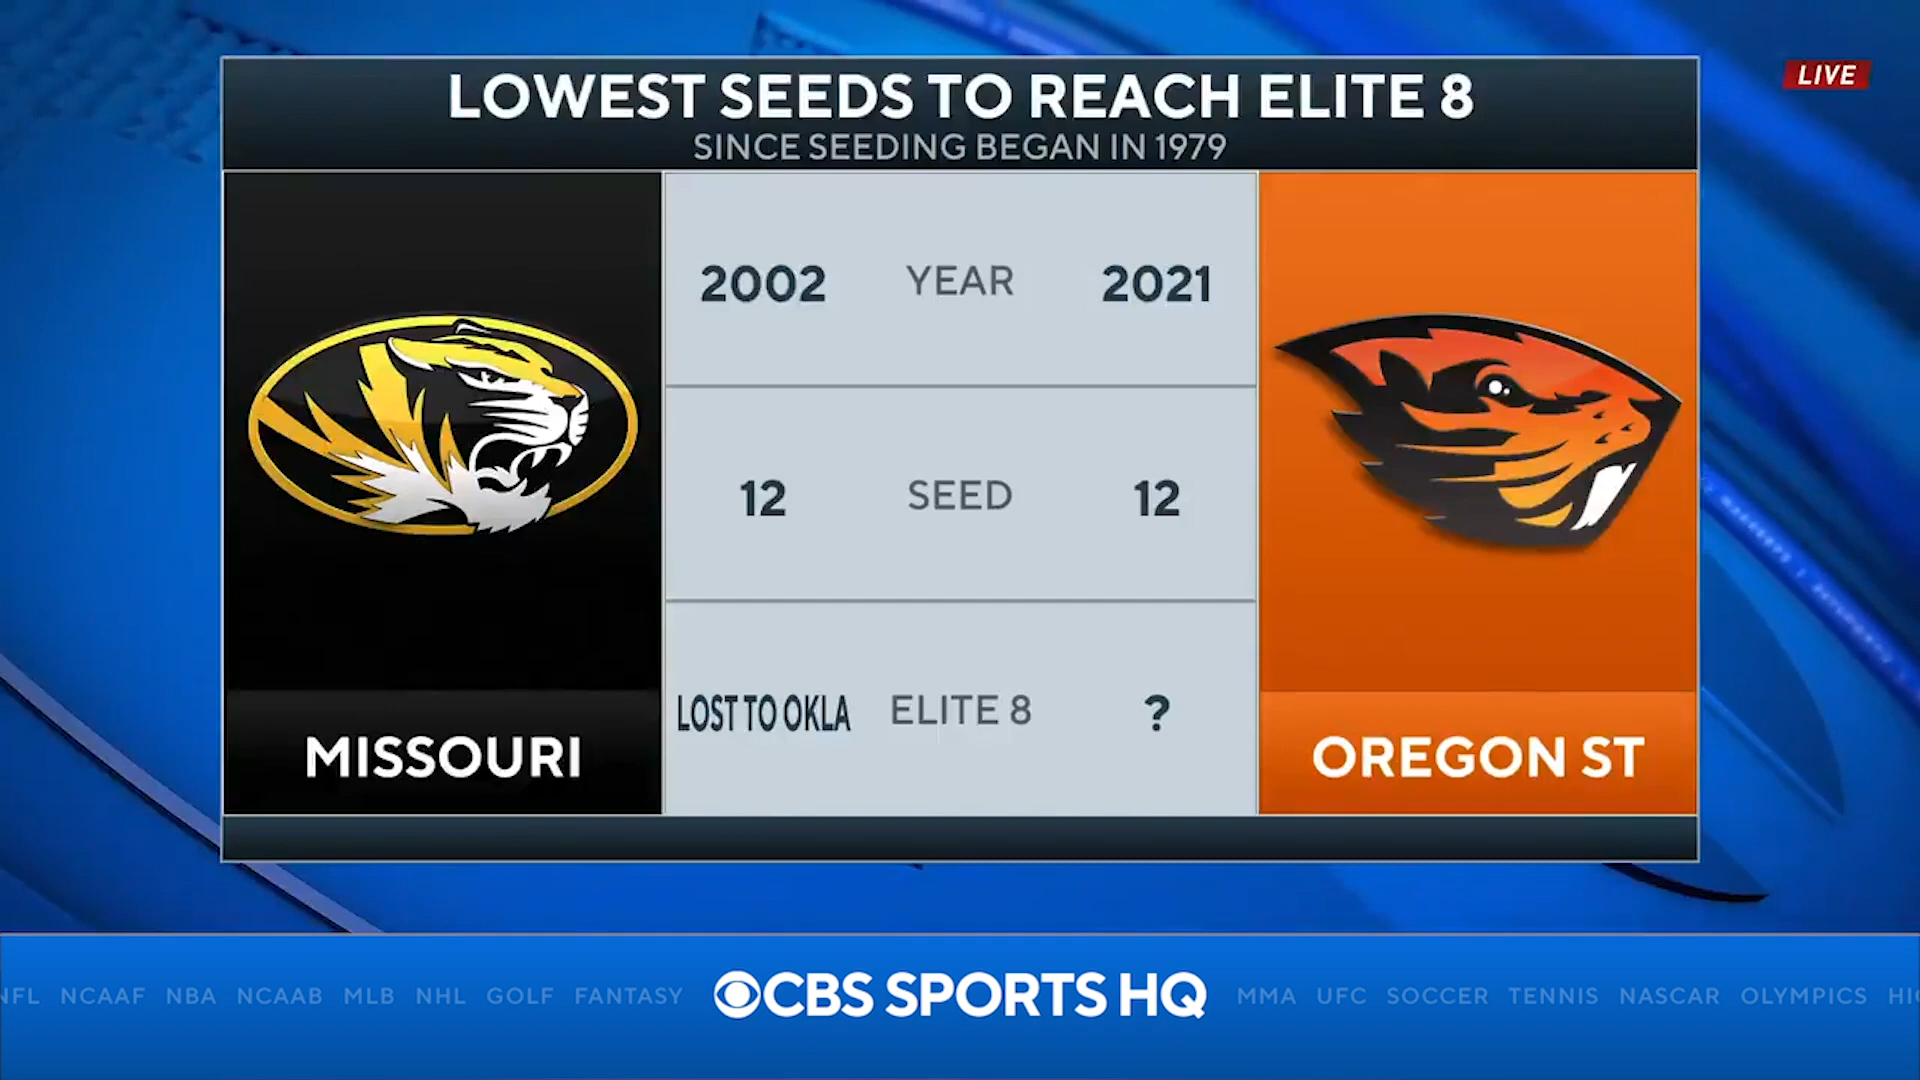 LOWEST SEEDS TO REACH ELITE 8
SINCE SEEDING BEGAN IN 1979
LIVE
2002 YEAR 2021
12 SEED 12
LOST TO OKLA ELITE 8 ?
MISSOURI
OREGON ST
NFL NCAAF NBA NCAAB MLB NHL GOLF FANTASY CBS SPORTS HQ MMA UFC SOCCER TENNIS NASCAR OLYMPICS